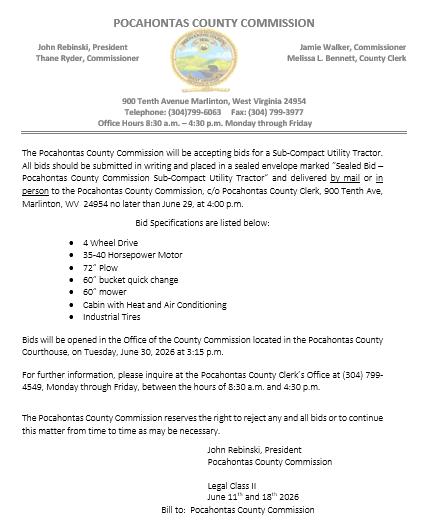 POCAHONTAS COUNTY COMMISSION
John Rebinski, President
Thane Ryder, Commissioner
Jamie Walker, Commissioner
Melissa L. Bennett, County Clerk
900 Tenth Avenue Marlinton, West Virginia 24954
Telephone: (304)799-6063 Fax: (304) 799-3977
Office Hours 8:30 a.m. – 4:30 p.m. Monday through Friday
The Pocahontas County Commission will be accepting bids for a Sub-Compact Utility Tractor.
All bids should be submitted in writing and placed in a sealed envelope marked “Sealed Bid –
Pocahontas County Commission Sub-Compact Utility Tractor” and delivered by mail or in
person to the Pocahontas County Commission, c/o Pocahontas County Clerk, 900 Tenth Ave,
Marlinton, WV 24954 no later than June 29, at 4:00 p.m.
Bid Specifications are listed below:
• 4 Wheel Drive
• 35-40 Horsepower Motor
• 72” Plow
• 60” bucket quick change
• 60” mower
• Cabin with Heat and Air Conditioning
• Industrial Tires
Bids will be opened in the Office of the County Commission located in the Pocahontas County
Courthouse, on Tuesday, June 30, 2026 at 3:15 p.m.
For further information, please inquire at the Pocahontas County Clerk’s Office at (304) 799-
4549, Monday through Friday, between the hours of 8:30 a.m. and 4:30 p.m.
The Pocahontas County Commission reserves the right to reject any and all bids or to continue
this matter from time to time as may be necessary.
John Rebinski, President
Pocahontas County Commission
Legal Class II
June 11th and 18th 2026
Bill to: Pocahontas County Commission